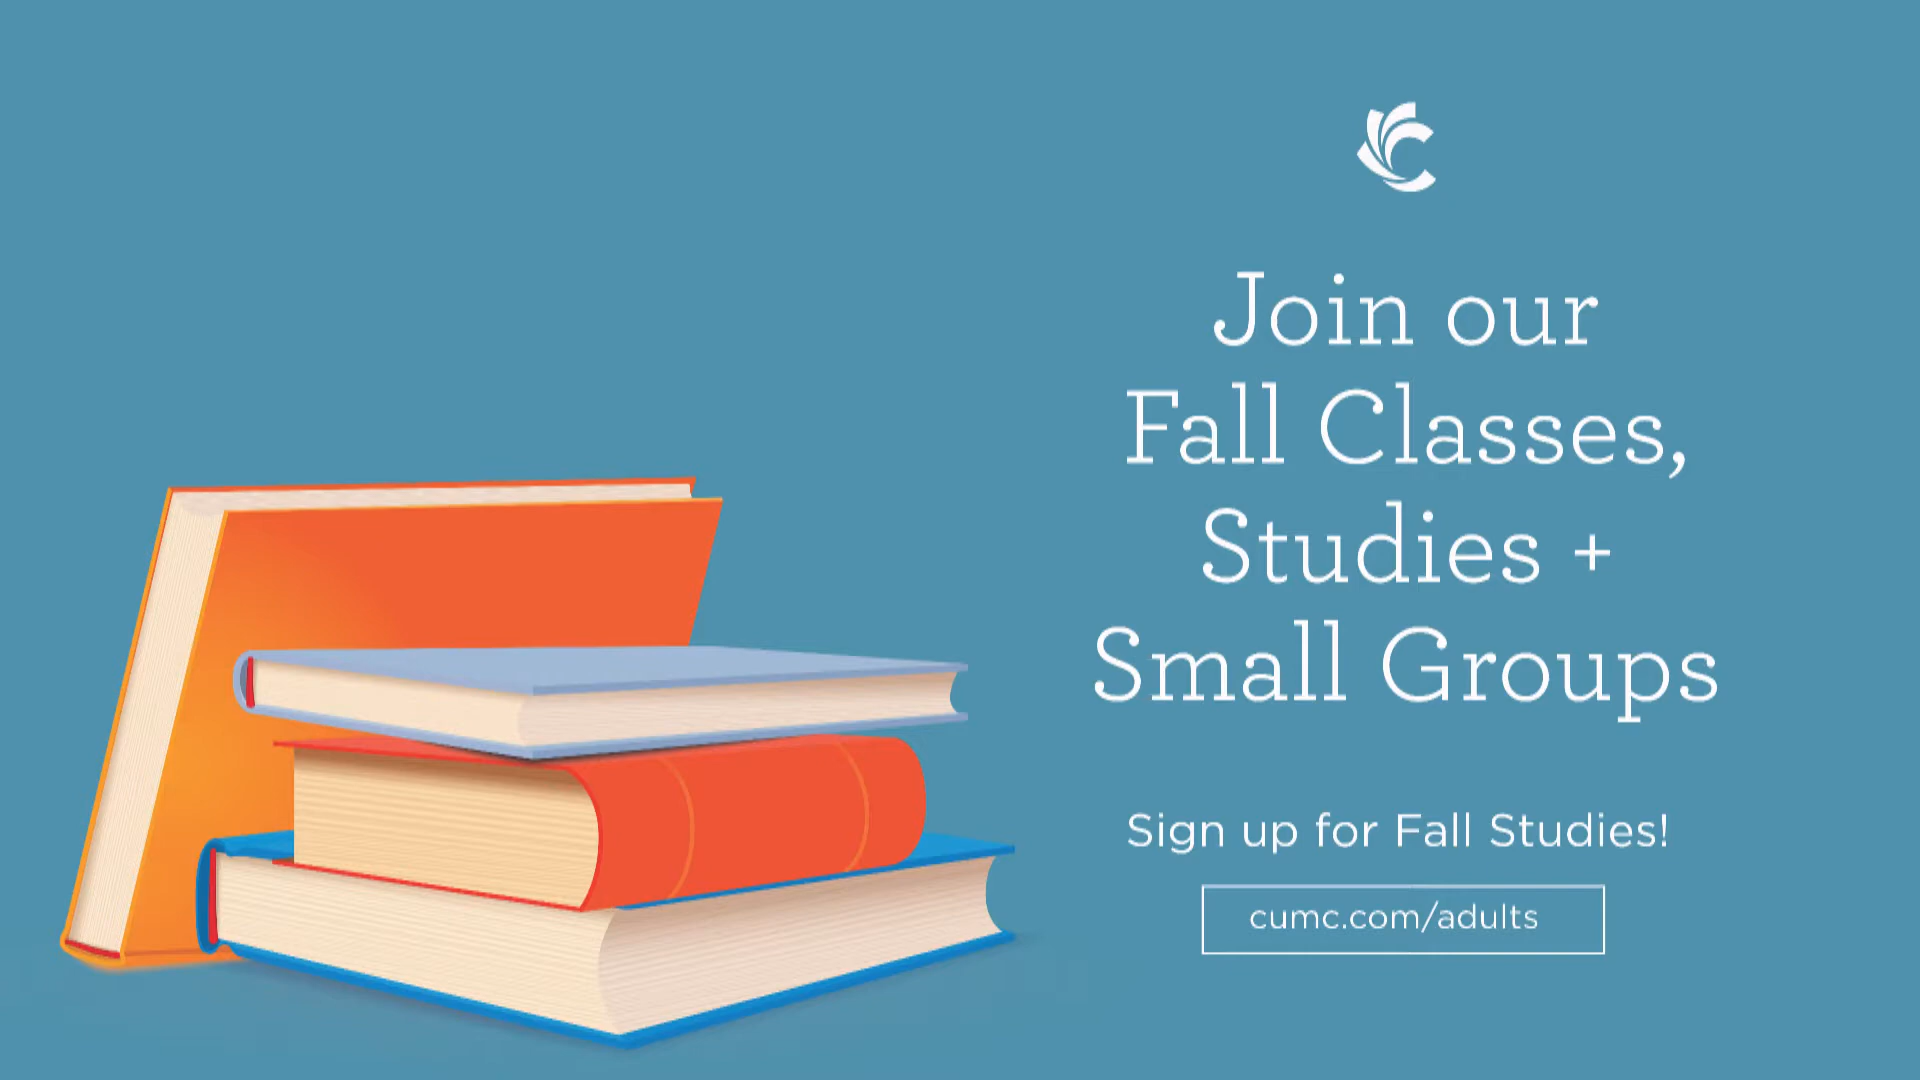 Join our
Fall Classes,
Studies +
Small Groups
Sign up for Fall Studies!
cumc.com/adults